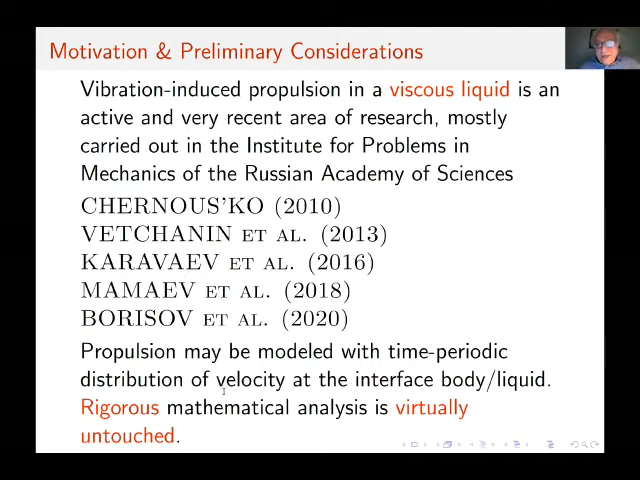 Motivation & Preliminary Considerations
Vibration-induced propulsion in a viscous liquid is an
active and very recent area of research, mostly
carried out in the Institute for Problems in
Mechanics of the Russian Academy of Sciences
CHERNOUS'KO (2010)
VETCHANIN ET AL. (2013)
KARAVAEV ET AL. (2016)
MAMAEV ET AL. (2018)
BORISOV ET AL. (2020)
Propulsion may be modeled with time-periodic
distribution of velocity at the interface body/liquid.
Rigorous mathematical analysis is virtually
untouched.